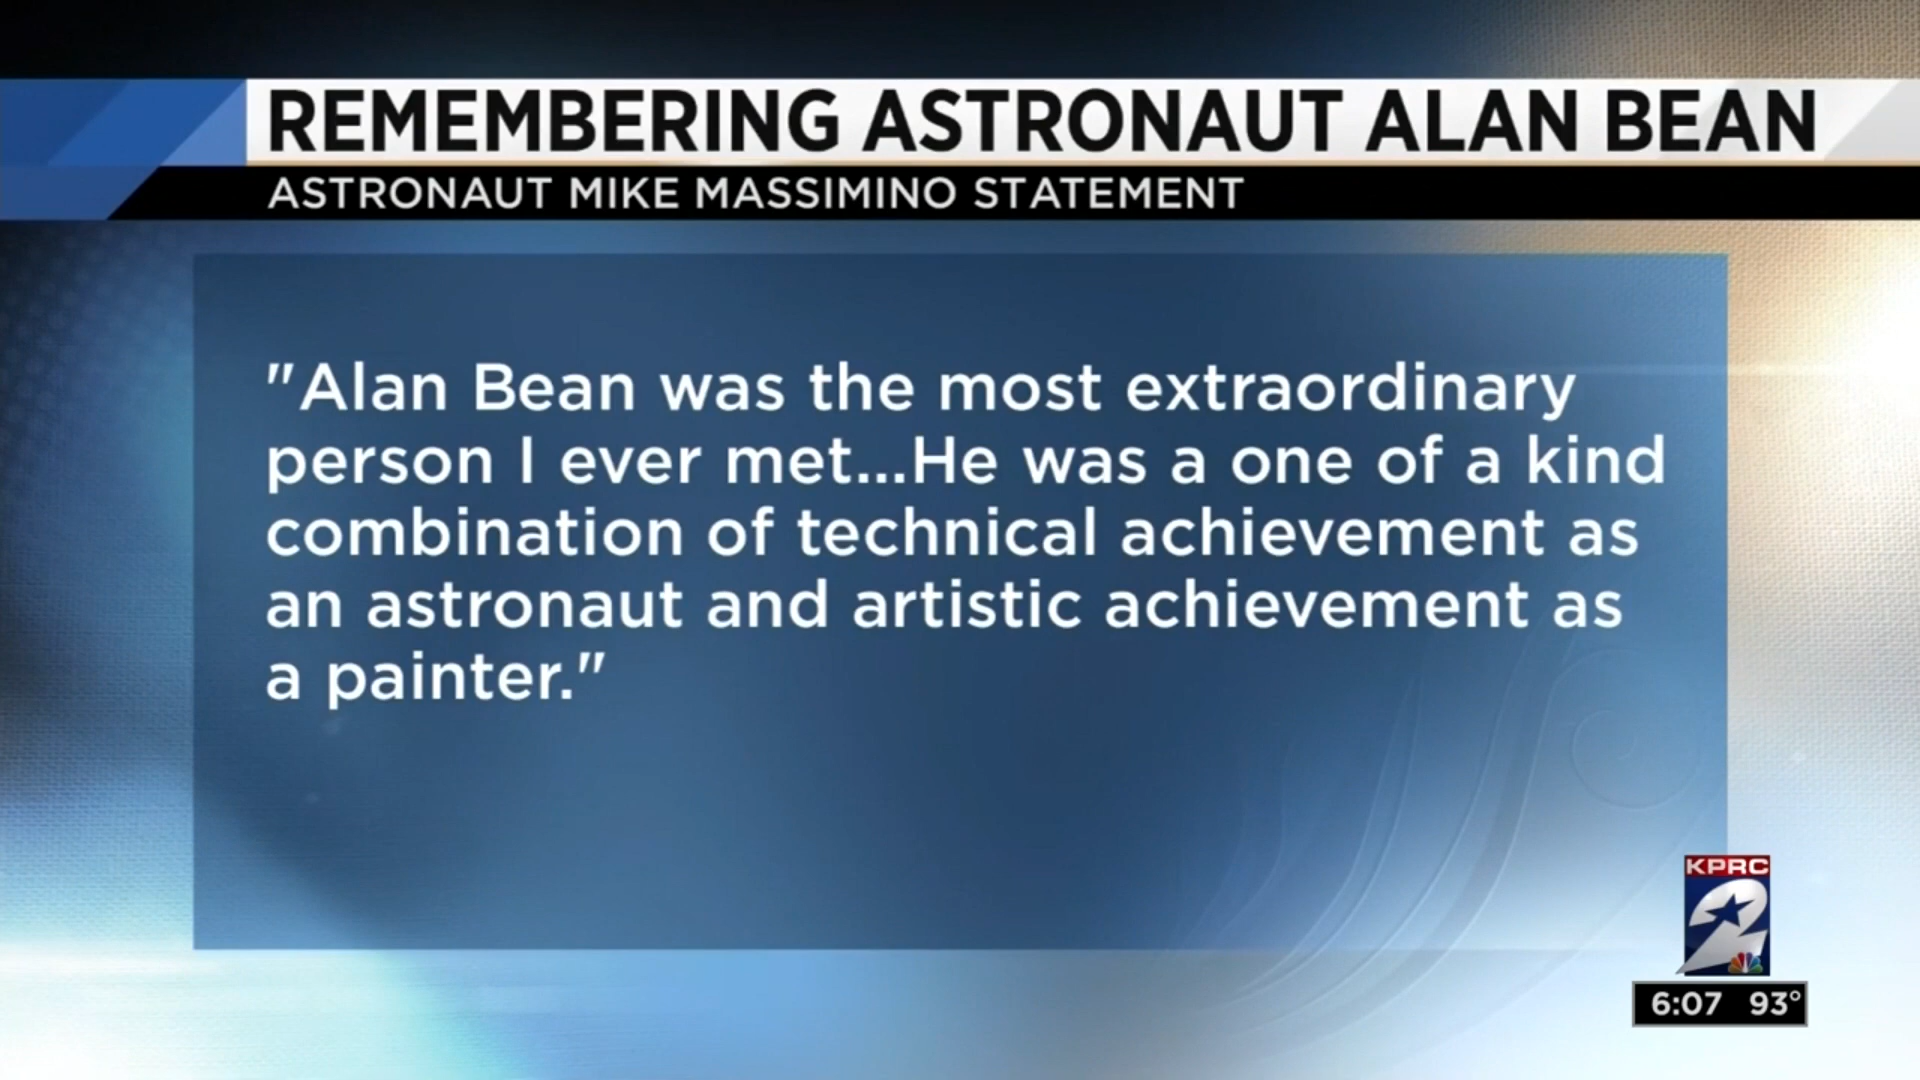 REMEMBERING ASTRONAUT ALAN BEAN
ASTRONAUT MIKE MASSIMINO STATEMENT
"Alan Bean was the most extraordinary
person I ever met...He was a one of a kind
combination of technical achievement as
an astronaut and artistic achievement as
a painter."
KPRC
2
6:07 93°